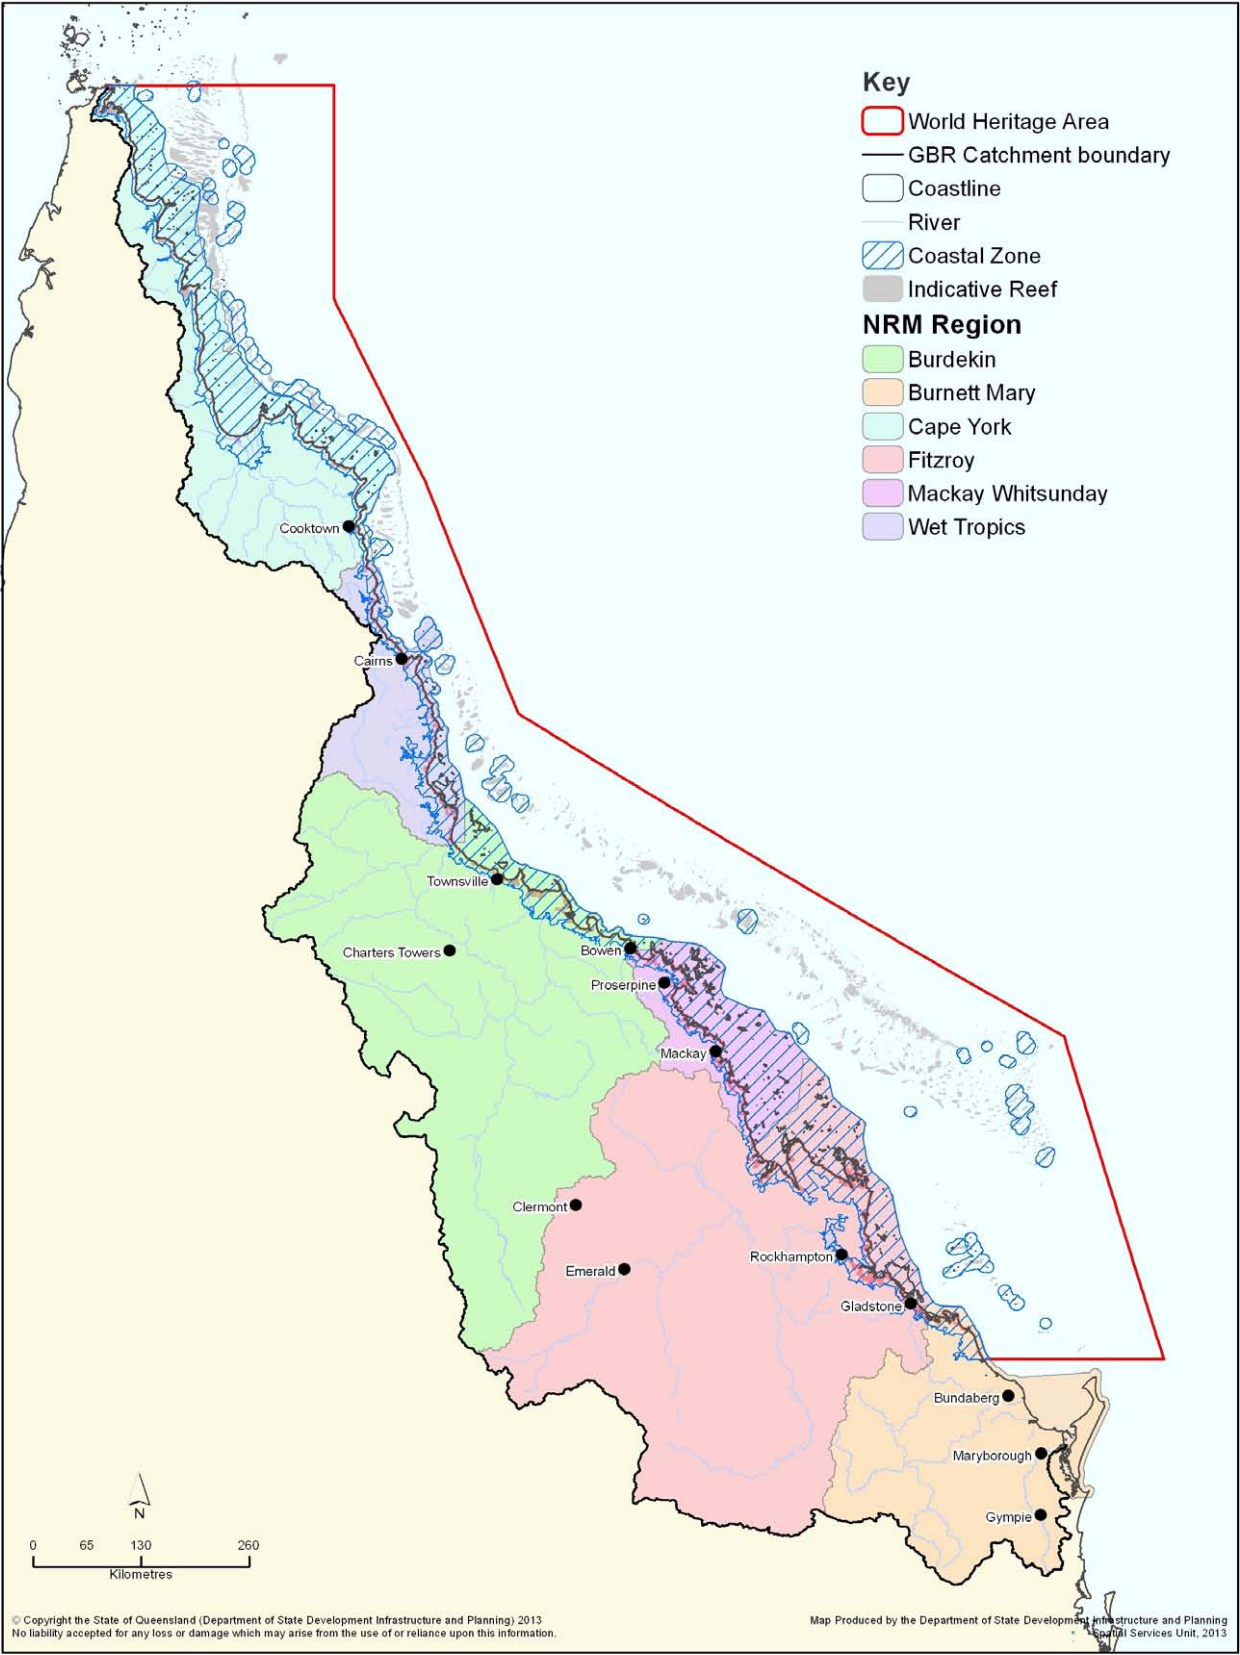 Key
World Heritage Area
GBR Catchment boundary
Coastline
River
Coastal Zone
Indicative Reef
NRM Region
Burdekin
Burnett Mary
Cape York
Fitzroy
Mackay Whitsunday
Wet Tropics
Cooktown
Cairns
Townsville
Charters Towers
Bowen
Proserpine
Mackay
Clermont
Rockhampton
Emerald
Gladstone
Bundaberg
Maryborough
Gympie
N
0 65 130 260
Kilometres
© Copyright the State of Queensland (Department of State Development Infrastructure and Planning) 2013
No liability accepted for any loss or damage which may arise from the use of or reliance upon this information.
Map Produced by the Department of State Development Infrastructure and Planning
Spatial Services Unit, 2013